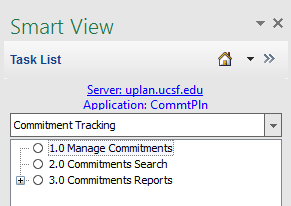 Smart View
Task List
Server: uplan.ucsf.edu
Application: CommtPln
Commitment Tracking
1.0 Manage Commitments
2.0 Commitments Search
3.0 Commitments Reports